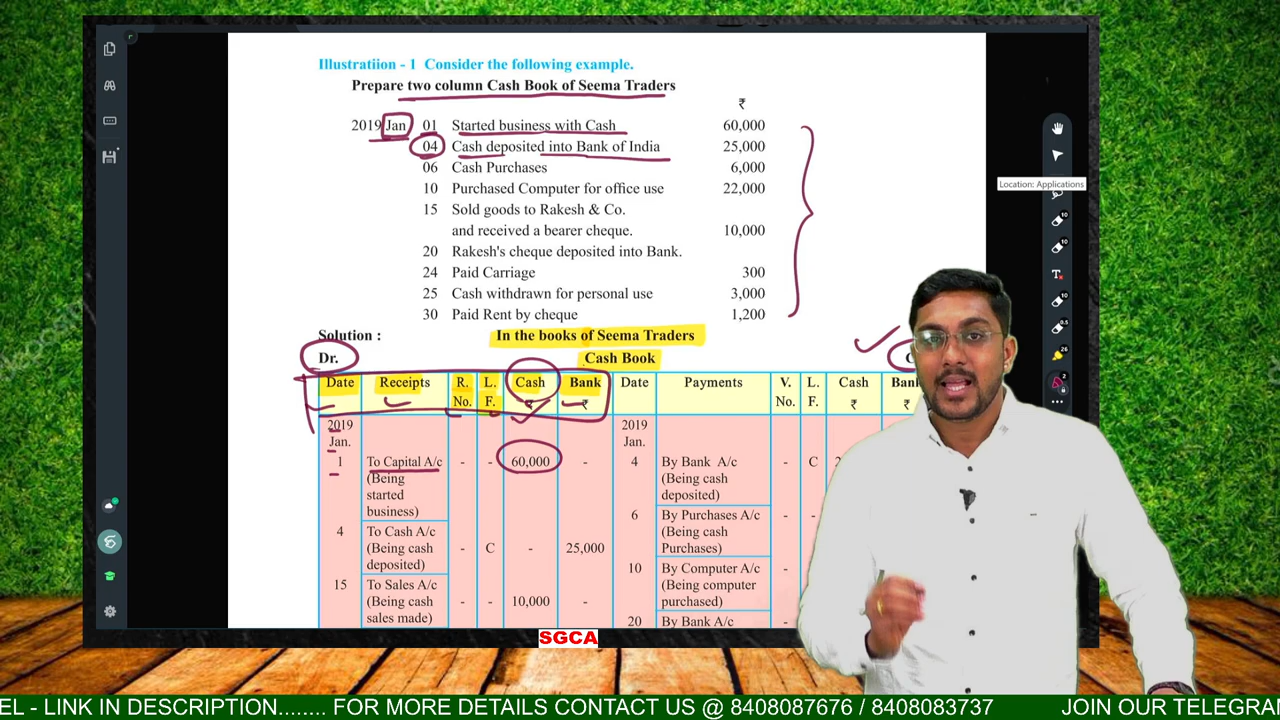 Illustratiion - 1 Consider the following example.
Prepare two column Cash Book of Seema Traders
₹
2019 Jan 01 Started business with Cash 60,000
04 Cash deposited into Bank of India 25,000
06 Cash Purchases 6,000
10 Purchased Computer for office use 22,000
15 Sold goods to Rakesh & Co.
and received a bearer cheque. 10,000
20 Rakesh's cheque deposited into Bank.
24 Paid Carriage 300
25 Cash withdrawn for personal use 3,000
30 Paid Rent by cheque 1,200
Location: Applications
Solution : In the books of Seema Traders
Dr. Cash Book
Date Receipts R. L. Cash Bank Date Payments V. L. Cash Bank
No. F. ₹ ₹ No. F. ₹ ₹
2019 2019
Jan. Jan.
1 To Capital A/c - - 60,000 - 4 By Bank A/c - C
(Being (Being cash
started deposited)
business) 6 By Purchases A/c - -
4 To Cash A/c (Being cash
(Being cash - C - 25,000 Purchases)
deposited) 10 By Computer A/c -
15 To Sales A/c (Being computer
(Being cash - - 10,000 - purchased)
sales made) 20 By Bank A/c -
SGCA
EL - LINK IN DESCRIPTION........ FOR MORE DETAILS CONTACT US @ 8408087676 / 8408083737 JOIN OUR TELEGRA